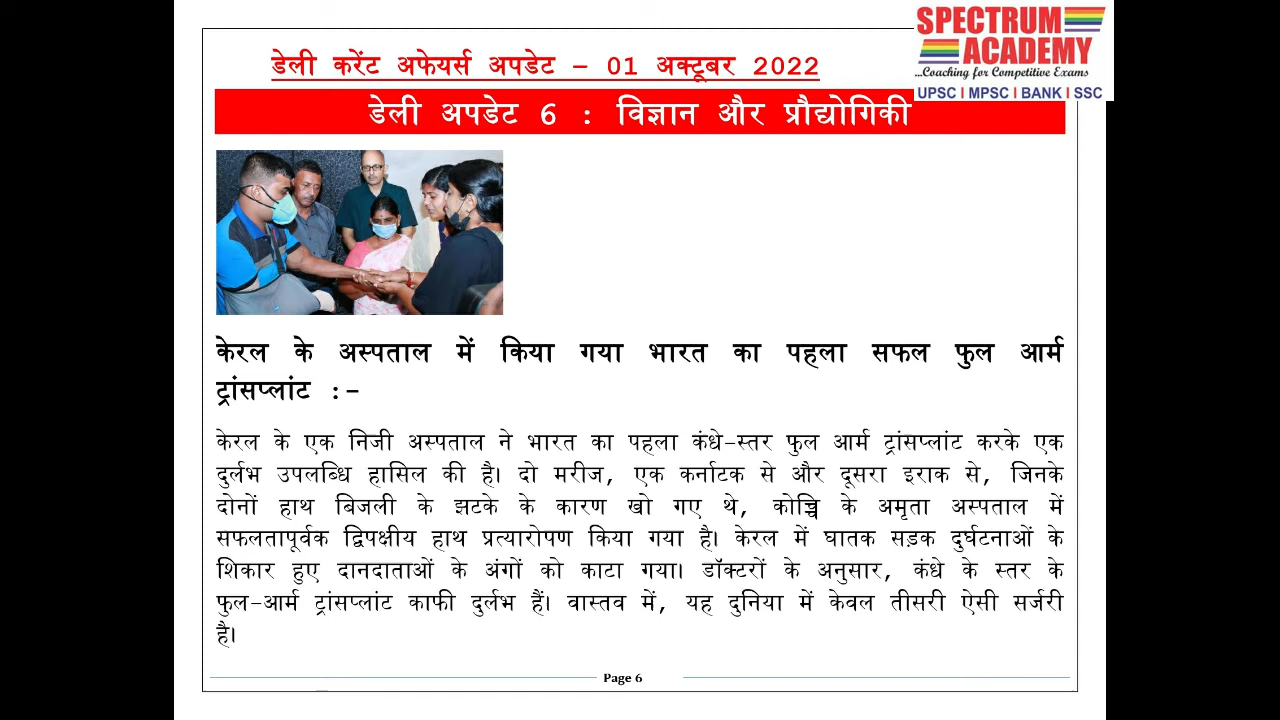 SPECTRUM
ACADEMY
...Coaching for Competitive Exams
UPSC | MPSC | BANK | SSC
डेली करेंट अफेयर्स अपडेट – 01 अक्टूबर 2022
डेली अपडेट 6 : विज्ञान और प्रौद्योगिकी
केरल के अस्पताल में किया गया भारत का पहला सफल फुल आर्म
ट्रांसप्लांट :-
केरल के एक निजी अस्पताल ने भारत का पहला कंधे-स्तर फुल आर्म ट्रांसप्लांट करके एक
दुर्लभ उपलब्धि हासिल की है। दो मरीज, एक कर्नाटक से और दूसरा इराक से, जिनके
दोनों हाथ बिजली के झटके के कारण खो गए थे, कोच्चि के अमृता अस्पताल में
सफलतापूर्वक द्विपक्षीय हाथ प्रत्यारोपण किया गया है। केरल में घातक सड़क दुर्घटनाओं के
शिकार हुए दानदाताओं के अंगों को काटा गया। डॉक्टरों के अनुसार, कंधे के स्तर के
फुल-आर्म ट्रांसप्लांट काफी दुर्लभ हैं। वास्तव में, यह दुनिया में केवल तीसरी ऐसी सर्जरी
है।
Page 6